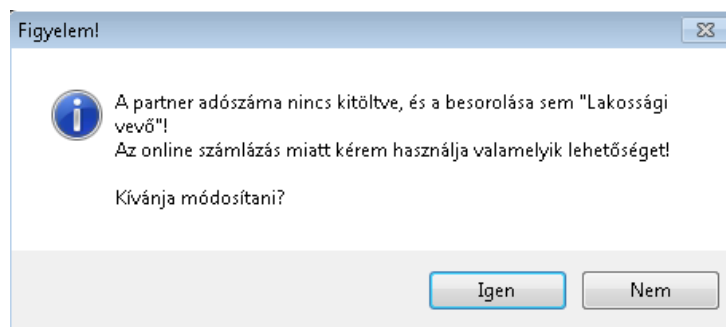 Figyelem!
A partner adószáma nincs kitöltve, és a besorolása sem "Lakossági
vevő"!
Az online számlázás miatt kérem használja valamelyik lehetőséget!
Kívánja módosítani?
Igen
Nem